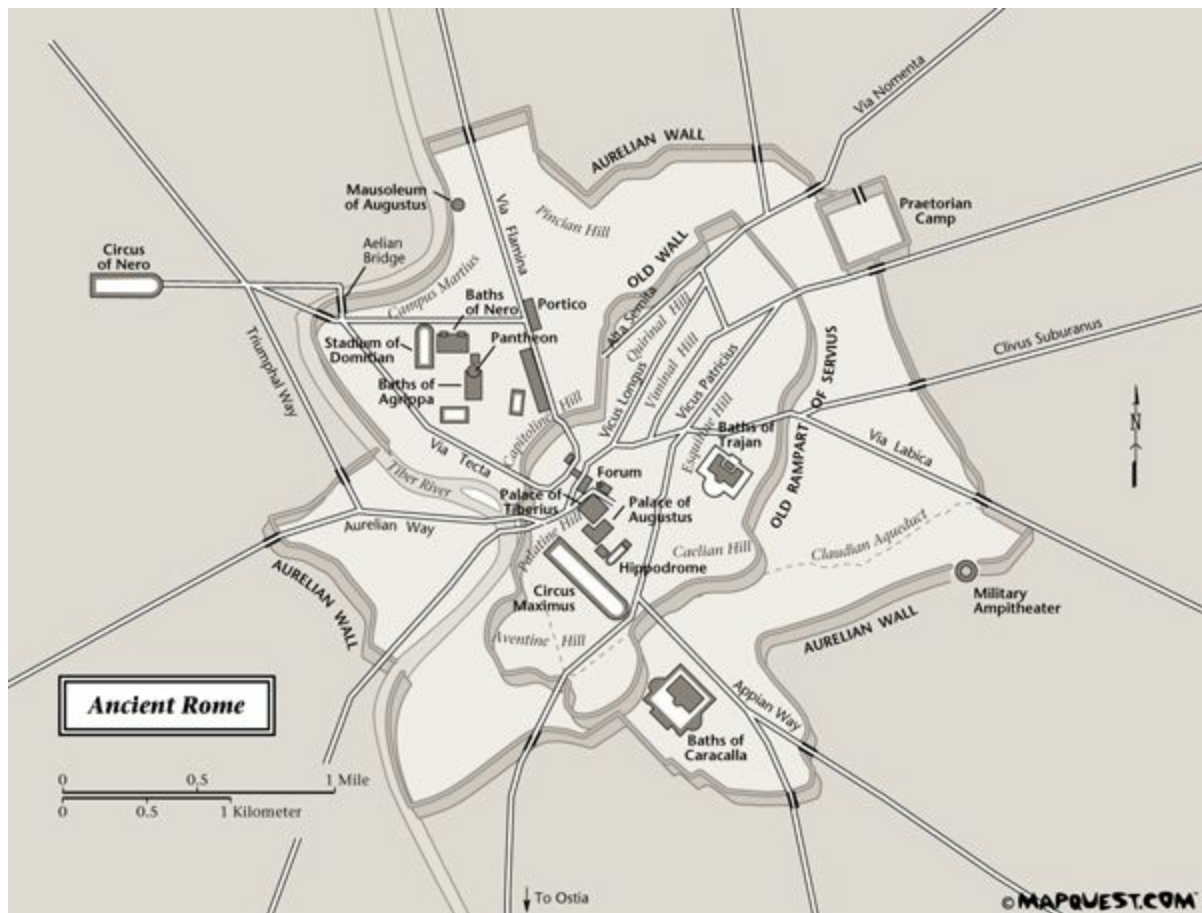 Via Nomenta
AURELIAN WALL
Mausoleum
of Augustus
Via Flamina
Pincian Hill
Praetorian
Camp
Circus
of Nero
Aelian
Bridge
OLD WALL
Campus Martius
Baths
of Nero
Portico
Alta Semita
Quirinal Hill
Triumphal Way
Stadium of
Domitian
Pantheon
Viminal Hill
Clivus Suburanus
Baths of
Agrippa
Vicus Longus
Vicus Patricius
OLD RAMPART OF SERVIUS
N
Capitoline Hill
Esquiline Hill
Baths of
Trajan
Via Labica
Via Tecta
Tiber River
Forum
Palace of
Tiberius
Palace of
Augustus
Aurelian Way
Palatine Hill
Caelian Hill
Claudian Aqueduct
Hippodrome
AURELIAN WALL
Circus
Maximus
Military
Ampitheater
AURELIAN WALL
Aventine Hill
Ancient Rome
Appian Way
Baths of
Caracalla
0 0.5 1 Mile
0 0.5 1 Kilometer
To Ostia
©MAPQUEST.COM